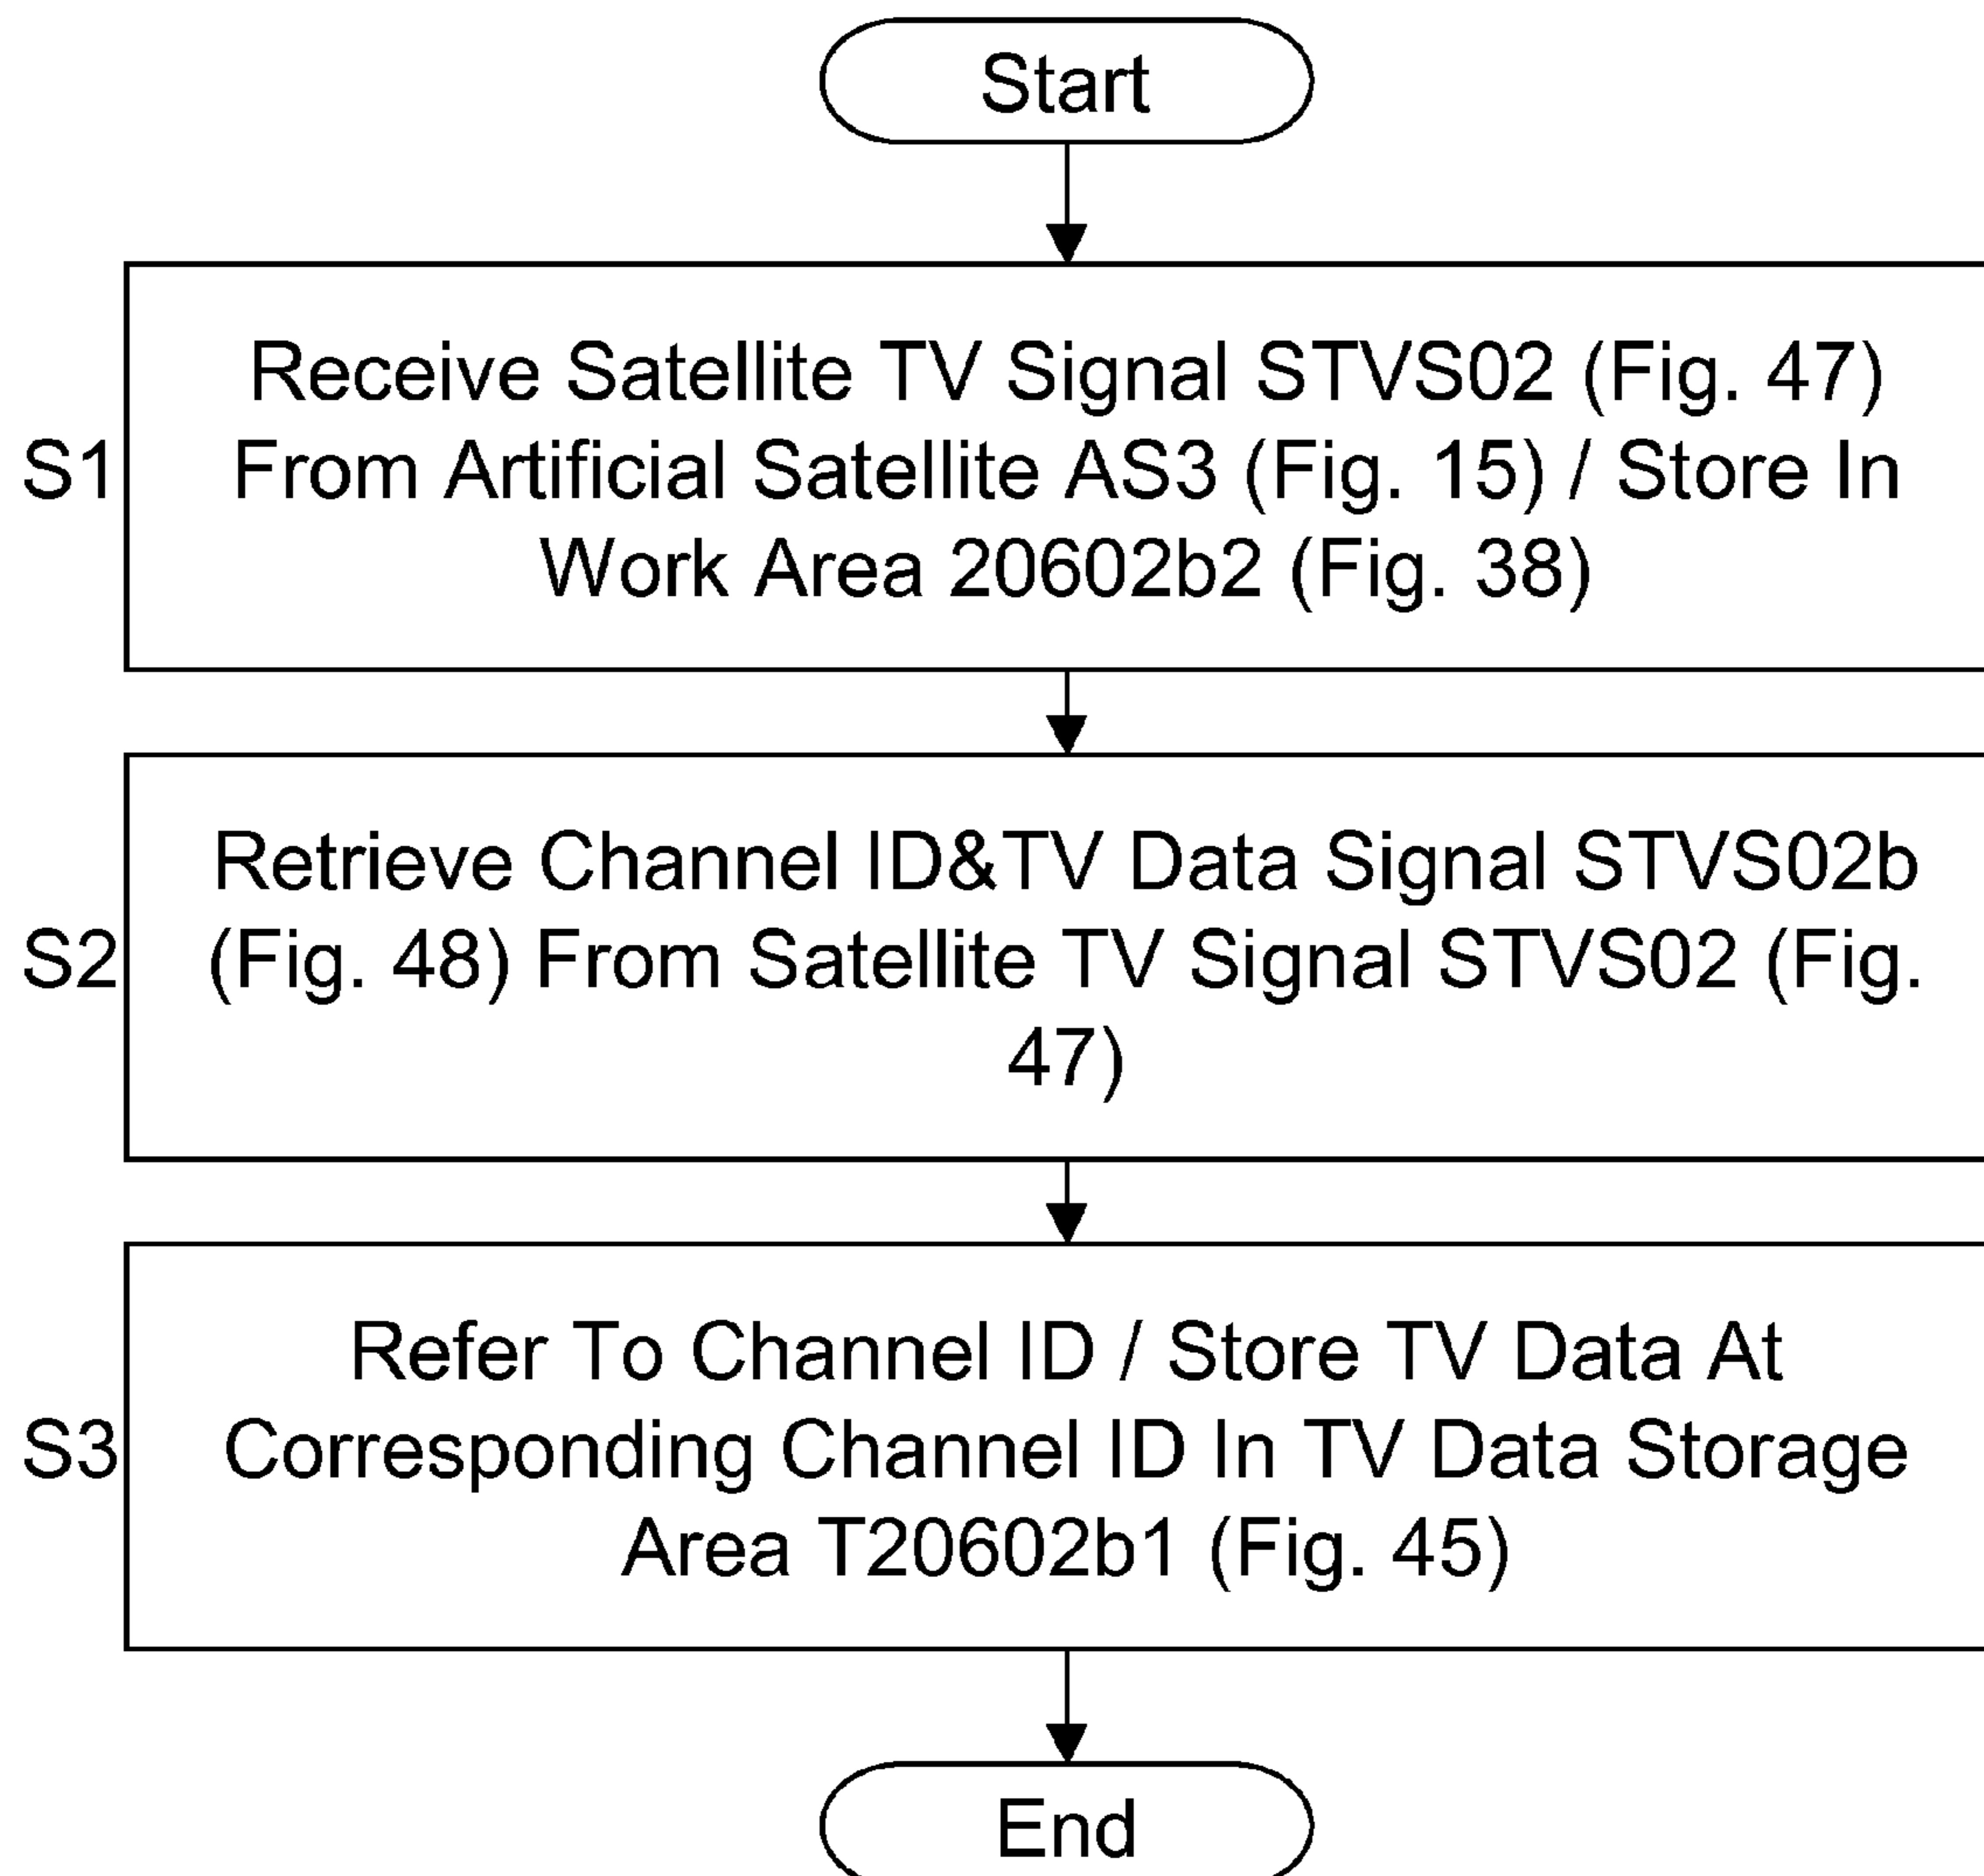 Start
S1
Receive Satellite TV Signal STVS02 (Fig. 47)
From Artificial Satellite AS3 (Fig. 15) / Store In
Work Area 20602b2 (Fig. 38)
S2
Retrieve Channel ID&TV Data Signal STVS02b
(Fig. 48) From Satellite TV Signal STVS02 (Fig.
47)
S3
Refer To Channel ID / Store TV Data At
Corresponding Channel ID In TV Data Storage
Area T20602b1 (Fig. 45)
End